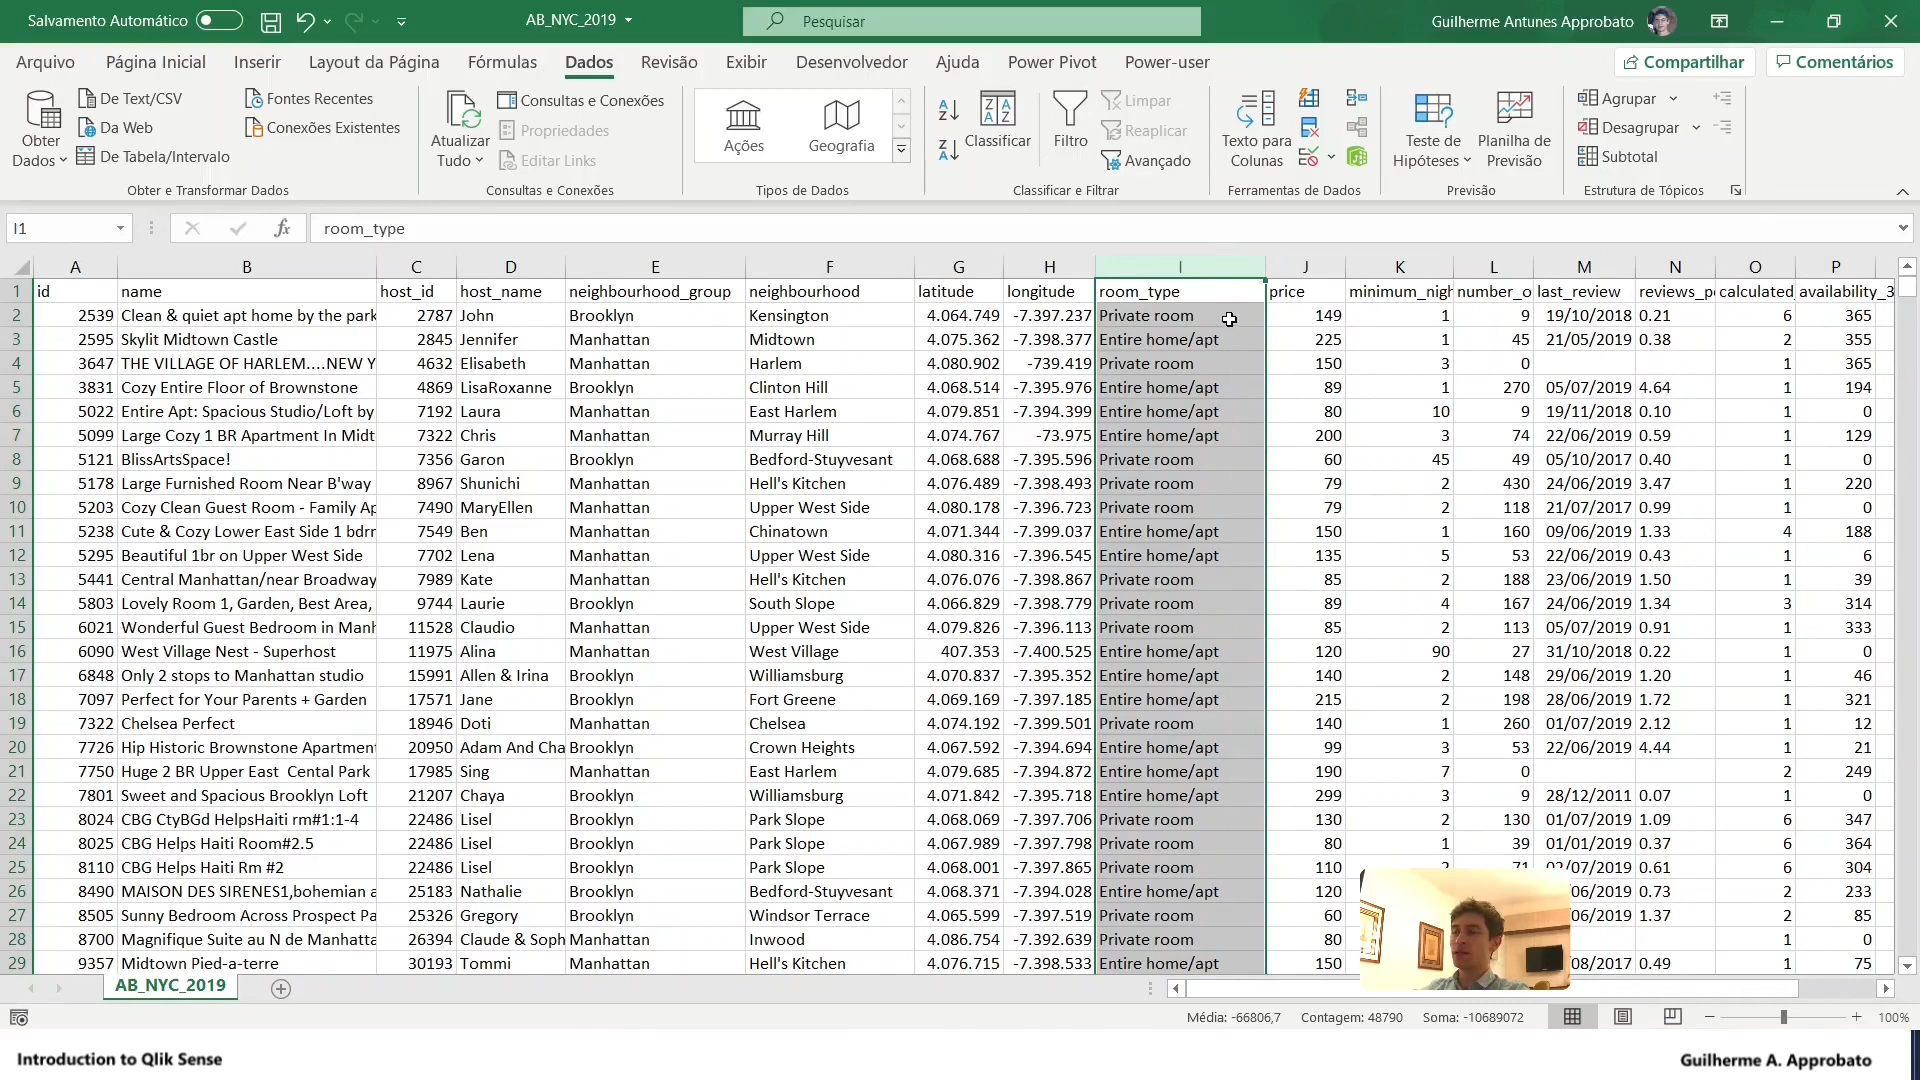 Salvamento Automático
AB_NYC_2019
Pesquisar
Guilherme Antunes Approbato
Arquivo Página Inicial Inserir Layout da Página Fórmulas Dados Revisão Exibir Desenvolvedor Ajuda Power Pivot Power-user Compartilhar Comentários
Obter Dados
De Text/CSV
Da Web
De Tabela/Intervalo
Fontes Recentes
Conexões Existentes
Obter e Transformar Dados
Atualizar Tudo
Consultas e Conexões
Propriedades
Editar Links
Consultas e Conexões
Ações
Geografia
Tipos de Dados
Classificar
Filtro
Limpar
Reaplicar
Avançado
Classificar e Filtrar
Texto para Colunas
Ferramentas de Dados
Teste de Hipóteses
Planilha de Previsão
Previsão
Agrupar
Desagrupar
Subtotal
Estrutura de Tópicos
I1 fx room_type
A B C D E F G H I J K L M N O P
1 id name host_id host_name neighbourhood_group neighbourhood latitude longitude room_type price minimum_nigh number_o last_review reviews_p calculated_ availability_3
2 2539 Clean & quiet apt home by the park 2787 John Brooklyn Kensington 4.064.749 -7.397.237 Private room 149 1 9 19/10/2018 0.21 6 365
3 2595 Skylit Midtown Castle 2845 Jennifer Manhattan Midtown 4.075.362 -7.398.377 Entire home/apt 225 1 45 21/05/2019 0.38 2 355
4 3647 THE VILLAGE OF HARLEM....NEW Y 4632 Elisabeth Manhattan Harlem 4.080.902 -739.419 Private room 150 3 0 1 365
5 3831 Cozy Entire Floor of Brownstone 4869 LisaRoxanne Brooklyn Clinton Hill 4.068.514 -7.395.976 Entire home/apt 89 1 270 05/07/2019 4.64 1 194
6 5022 Entire Apt: Spacious Studio/Loft by 7192 Laura Manhattan East Harlem 4.079.851 -7.394.399 Entire home/apt 80 10 9 19/11/2018 0.10 1 0
7 5099 Large Cozy 1 BR Apartment In Midt 7322 Chris Manhattan Murray Hill 4.074.767 -73.975 Entire home/apt 200 3 74 22/06/2019 0.59 1 129
8 5121 BlissArtsSpace! 7356 Garon Brooklyn Bedford-Stuyvesant 4.068.688 -7.395.596 Private room 60 45 49 05/10/2017 0.40 1 0
9 5178 Large Furnished Room Near B'way 8967 Shunichi Manhattan Hell's Kitchen 4.076.489 -7.398.493 Private room 79 2 430 24/06/2019 3.47 1 220
10 5203 Cozy Clean Guest Room - Family Ap 7490 MaryEllen Manhattan Upper West Side 4.080.178 -7.396.723 Private room 79 2 118 21/07/2017 0.99 1 0
11 5238 Cute & Cozy Lower East Side 1 bdrm 7549 Ben Manhattan Chinatown 4.071.344 -7.399.037 Entire home/apt 150 1 160 09/06/2019 1.33 4 188
12 5295 Beautiful 1br on Upper West Side 7702 Lena Manhattan Upper West Side 4.080.316 -7.396.545 Entire home/apt 135 5 53 22/06/2019 0.43 1 6
13 5441 Central Manhattan/near Broadway 7989 Kate Manhattan Hell's Kitchen 4.076.076 -7.398.867 Private room 85 2 188 23/06/2019 1.50 1 39
14 5803 Lovely Room 1, Garden, Best Area, 9744 Laurie Brooklyn South Slope 4.066.829 -7.398.779 Private room 89 4 167 24/06/2019 1.34 3 314
15 6021 Wonderful Guest Bedroom in Manh 11528 Claudio Manhattan Upper West Side 4.079.826 -7.396.113 Private room 85 2 113 05/07/2019 0.91 1 333
16 6090 West Village Nest - Superhost 11975 Alina Manhattan West Village 407.353 -7.400.525 Entire home/apt 120 90 27 31/10/2018 0.22 1 0
17 6848 Only 2 stops to Manhattan studio 15991 Allen & Irina Brooklyn Williamsburg 4.070.837 -7.395.352 Entire home/apt 140 2 148 29/06/2019 1.20 1 46
18 7097 Perfect for Your Parents + Garden 17571 Jane Brooklyn Fort Greene 4.069.169 -7.397.185 Entire home/apt 215 2 198 28/06/2019 1.72 1 321
19 7322 Chelsea Perfect 18946 Doti Manhattan Chelsea 4.074.192 -7.399.501 Private room 140 1 260 01/07/2019 2.12 1 12
20 7726 Hip Historic Brownstone Apartment 20950 Adam And Cha Brooklyn Crown Heights 4.067.592 -7.394.694 Entire home/apt 99 3 53 22/06/2019 4.44 1 21
21 7750 Huge 2 BR Upper East Cental Park 17985 Sing Manhattan East Harlem 4.079.685 -7.394.872 Entire home/apt 190 7 0 2 249
22 7801 Sweet and Spacious Brooklyn Loft 21207 Chaya Brooklyn Williamsburg 4.071.842 -7.395.718 Entire home/apt 299 3 9 28/12/2011 0.07 1 0
23 8024 CBG CtyBGd HelpsHaiti rm#1:1-4 22486 Lisel Brooklyn Park Slope 4.068.069 -7.397.706 Private room 130 2 130 01/07/2019 1.09 6 347
24 8025 CBG Helps Haiti Room#2.5 22486 Lisel Brooklyn Park Slope 4.067.989 -7.397.798 Private room 80 1 39 01/01/2019 0.37 6 364
25 8110 CBG Helps Haiti Rm #2 22486 Lisel Brooklyn Park Slope 4.068.001 -7.397.865 Private room 110 2 71 02/07/2019 0.61 6 304
26 8490 MAISON DES SIRENES1,bohemian a 25183 Nathalie Brooklyn Bedford-Stuyvesant 4.068.371 -7.394.028 Entire home/apt 120 /06/2019 0.73 2 233
27 8505 Sunny Bedroom Across Prospect Pa 25326 Gregory Brooklyn Windsor Terrace 4.065.599 -7.397.519 Private room 60 /06/2019 1.37 2 85
28 8700 Magnifique Suite au N de Manhatta 26394 Claude & Soph Manhattan Inwood 4.086.754 -7.392.639 Private room 80 1 0
29 9357 Midtown Pied-a-terre 30193 Tommi Manhattan Hell's Kitchen 4.076.715 -7.398.533 Entire home/apt 150 /08/2017 0.49 1 75
AB_NYC_2019
Média: -66806,7 Contagem: 48790 Soma: -10689072 100%
Introduction to Qlik Sense
Guilherme A. Approbato